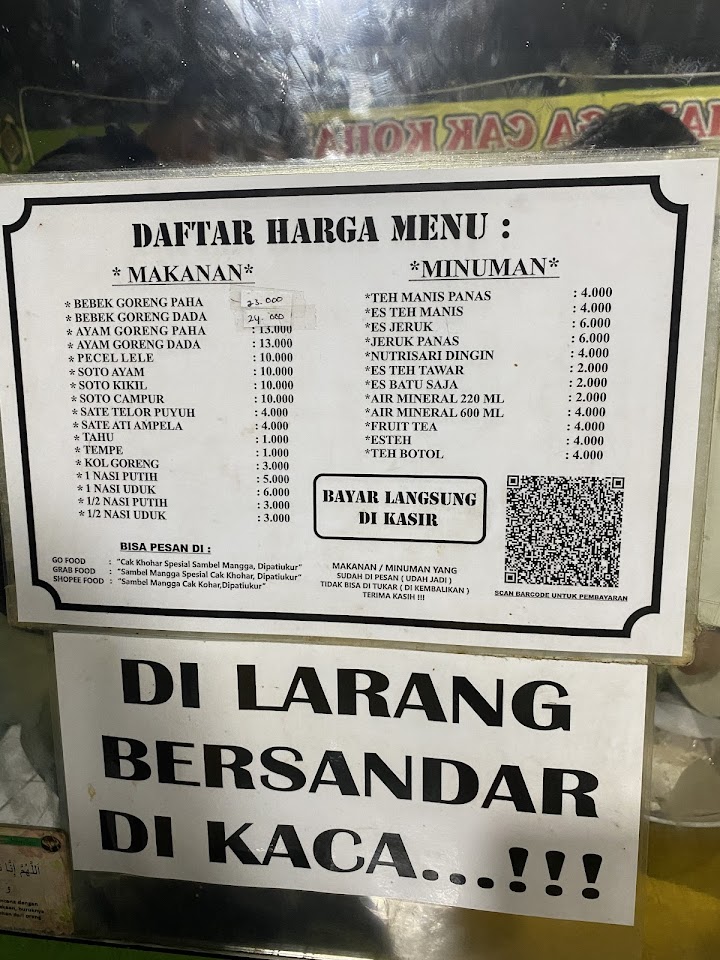 MANGGA CAK KOHA
DAFTAR HARGA MENU :
* MAKANAN*
* BEBEK GORENG PAHA 23.000
* BEBEK GORENG DADA 24.000
* AYAM GORENG PAHA : 13.000
* AYAM GORENG DADA : 13.000
* PECEL LELE : 10.000
* SOTO AYAM : 10.000
* SOTO KIKIL : 10.000
* SOTO CAMPUR : 10.000
* SATE TELOR PUYUH : 4.000
* SATE ATI AMPELA : 4.000
* TAHU : 1.000
* TEMPE : 1.000
* KOL GORENG : 3.000
* 1 NASI PUTIH : 5.000
* 1 NASI UDUK : 6.000
* 1/2 NASI PUTIH : 3.000
* 1/2 NASI UDUK : 3.000
*MINUMAN*
*TEH MANIS PANAS : 4.000
*ES TEH MANIS : 4.000
*ES JERUK : 6.000
*JERUK PANAS : 6.000
*NUTRISARI DINGIN : 4.000
*ES TEH TAWAR : 2.000
*ES BATU SAJA : 2.000
*AIR MINERAL 220 ML : 2.000
*AIR MINERAL 600 ML : 4.000
*FRUIT TEA : 4.000
*ESTEH : 4.000
*TEH BOTOL : 4.000
BAYAR LANGSUNG
DI KASIR
BISA PESAN DI :
GO FOOD : "Cak Khohar Spesial Sambel Mangga, Dipatiukur"
GRAB FOOD : "Sambel Mangga Spesial Cak Khohar, Dipatiukur"
SHOPEE FOOD : "Sambel Mangga Cak Kohar,Dipatiukur"
MAKANAN / MINUMAN YANG
SUDAH DI PESAN ( UDAH JADI )
TIDAK BISA DI TUKAR ( DI KEMBALIKAN )
TERIMA KASIH !!!
SCAN BARCODE UNTUK PEMBAYARAN
DI LARANG
BERSANDAR
DI KACA...!!!